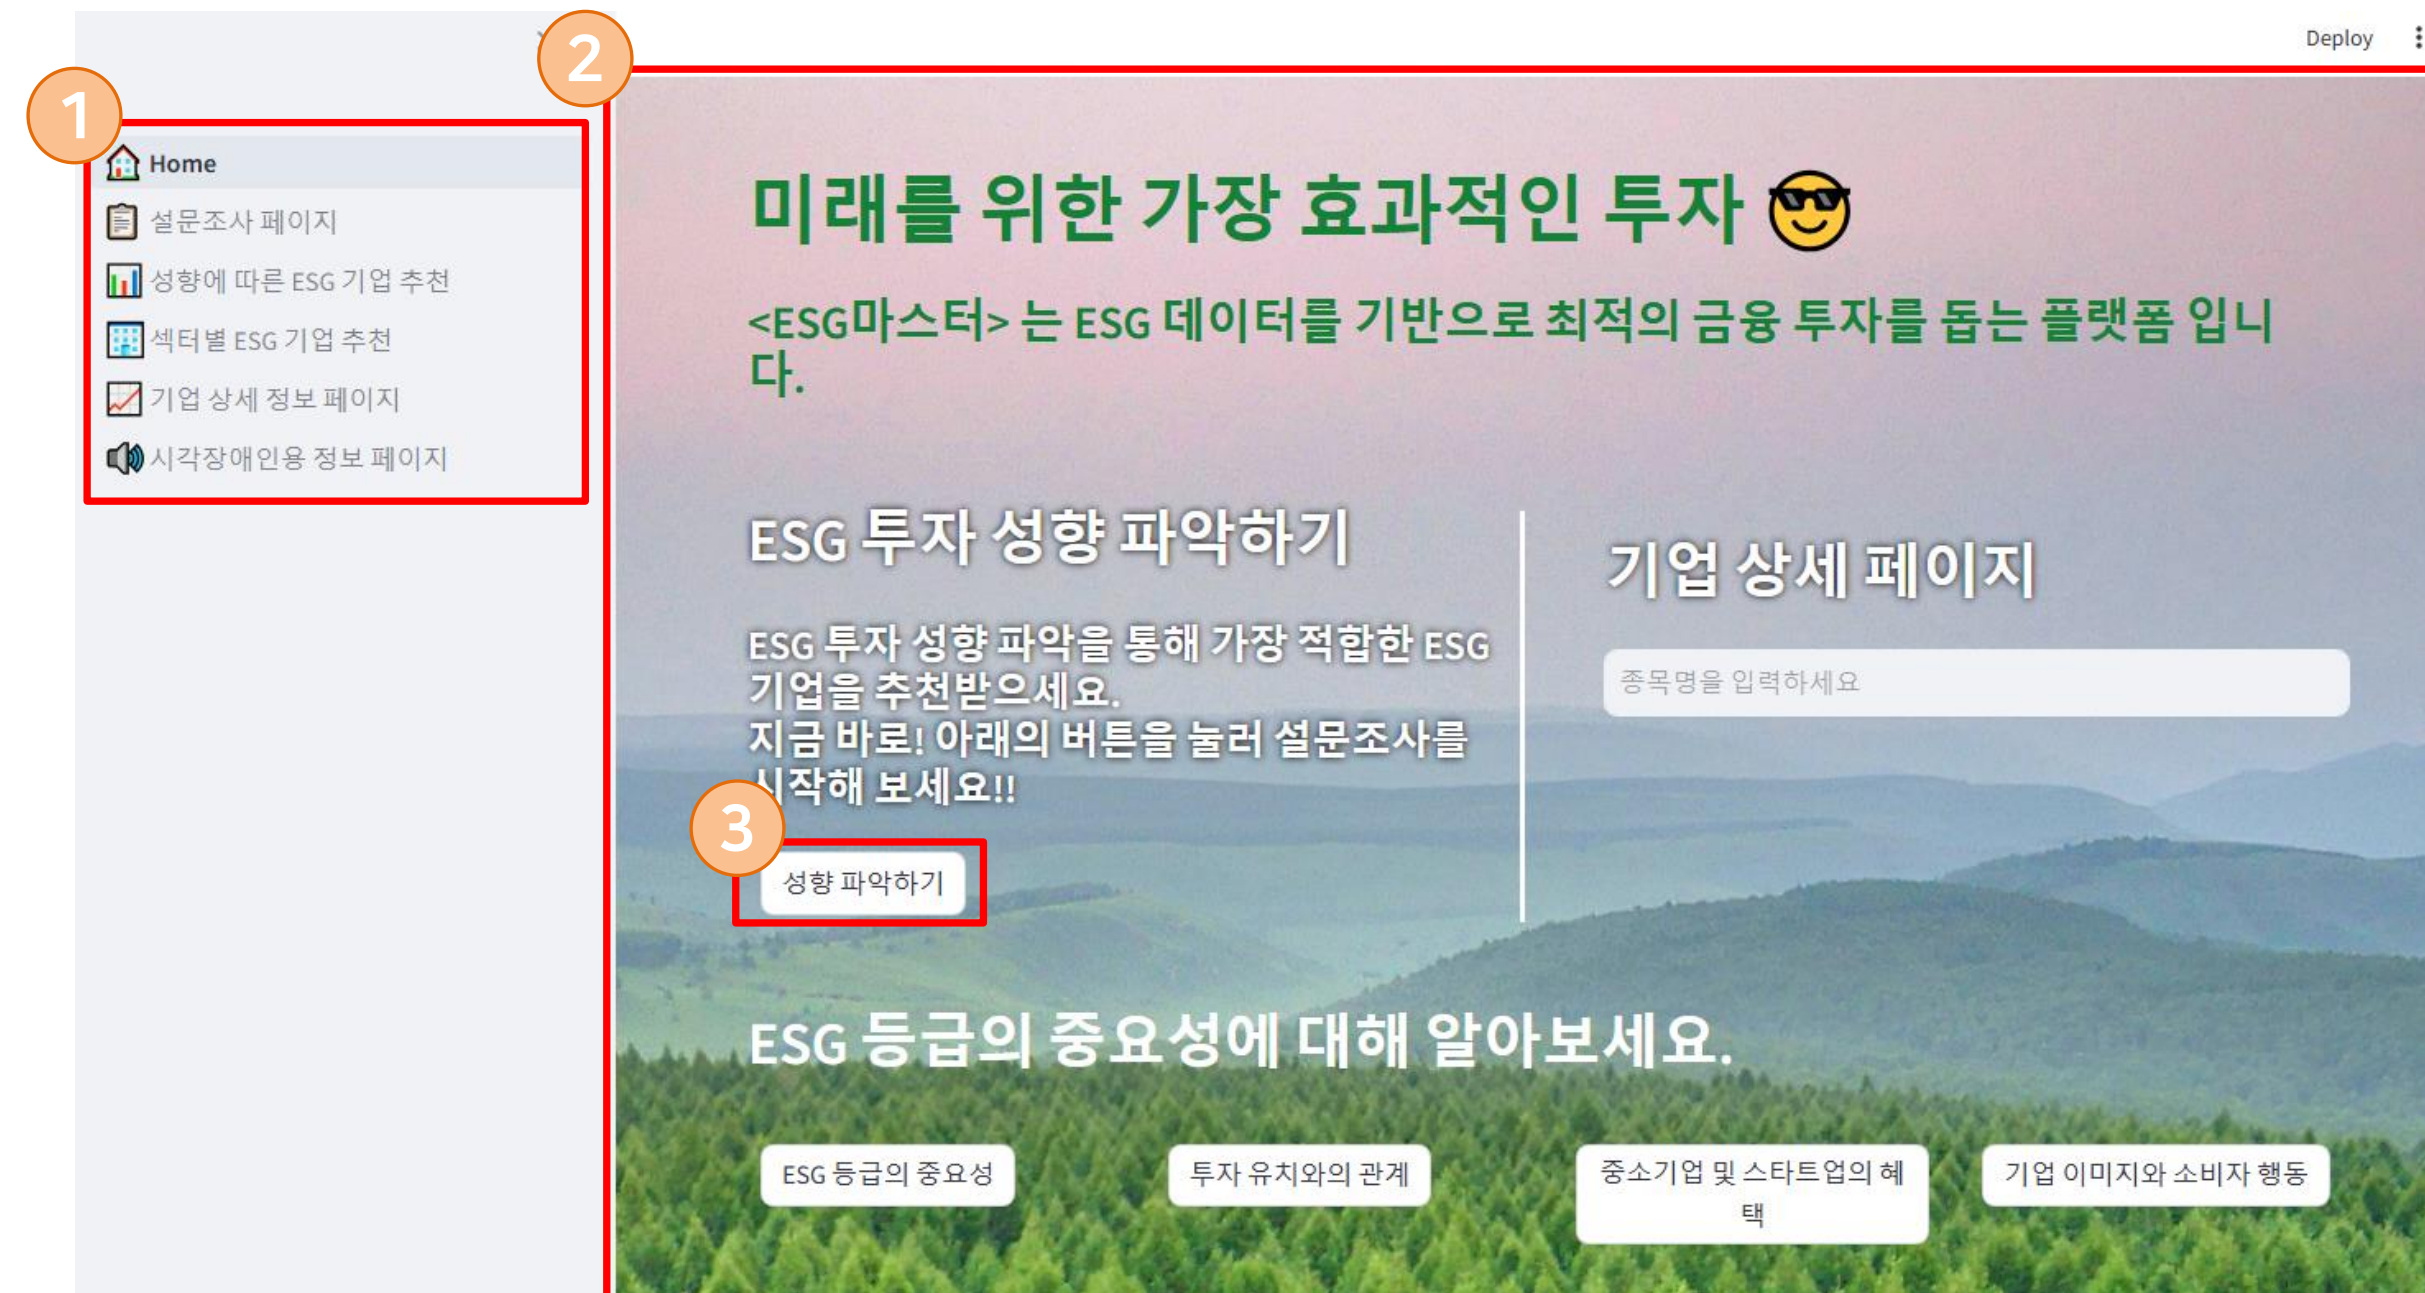 1
2
Deploy
Home
설문조사 페이지
성향에 따른 ESG 기업 추천
섹터별 ESG 기업 추천
기업 상세 정보 페이지
시각장애인용 정보 페이지
미래를 위한 가장 효과적인 투자
<ESG마스터> 는 ESG 데이터를 기반으로 최적의 금융 투자를 돕는 플랫폼 입니
다.
ESG 투자 성향 파악하기
ESG 투자 성향 파악을 통해 가장 적합한 ESG
기업을 추천받으세요.
지금 바로! 아래의 버튼을 눌러 설문조사를
시작해 보세요!!
3
성향 파악하기
기업 상세 페이지
종목명을 입력하세요
ESG 등급의 중요성에 대해 알아보세요.
ESG 등급의 중요성
투자 유치와의 관계
중소기업 및 스타트업의 혜
택
기업 이미지와 소비자 행동